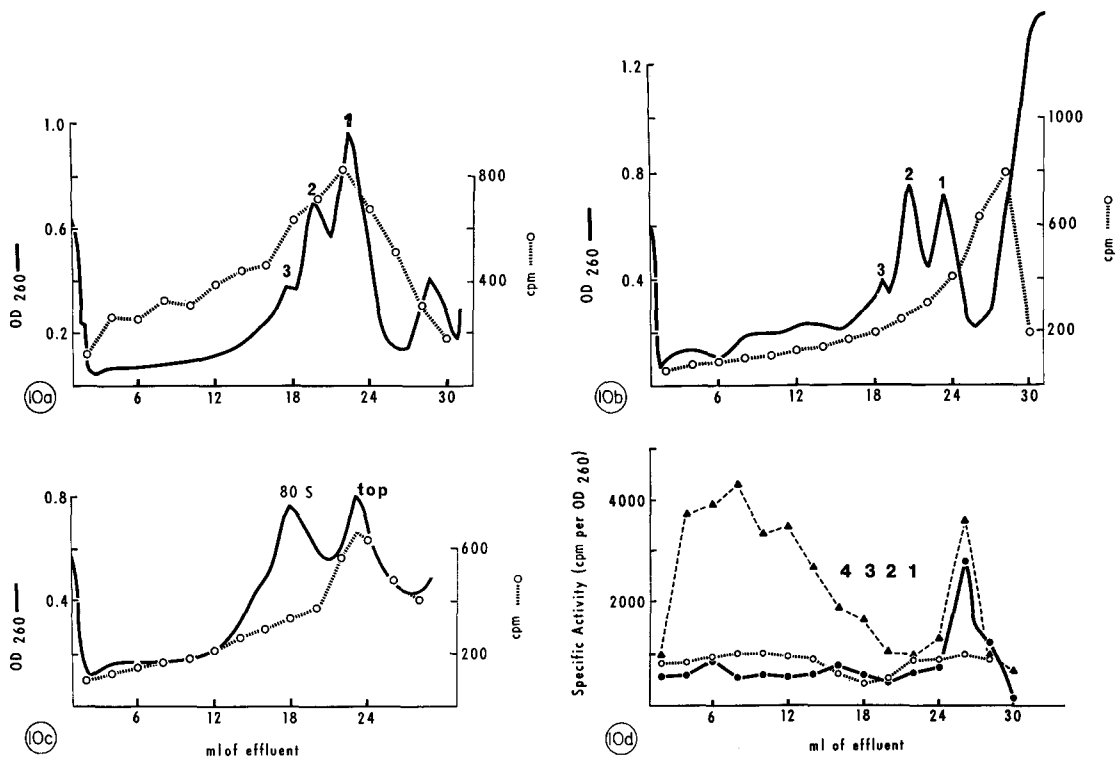 1.0
0.6
0.2
OD 260
3
2
1
800
400
cpm
6
12
18
24
30
10a
1.2
0.8
0.4
OD 260
3
2
1
1000
600
200
cpm
6
12
18
24
30
10b
0.8
0.4
OD 260
80 S
top
600
200
cpm
6
12
18
24
ml of effluent
10c
Specific Activity (cpm per OD 260)
4000
2000
4 3 2 1
6
12
18
24
30
ml of effluent
10d